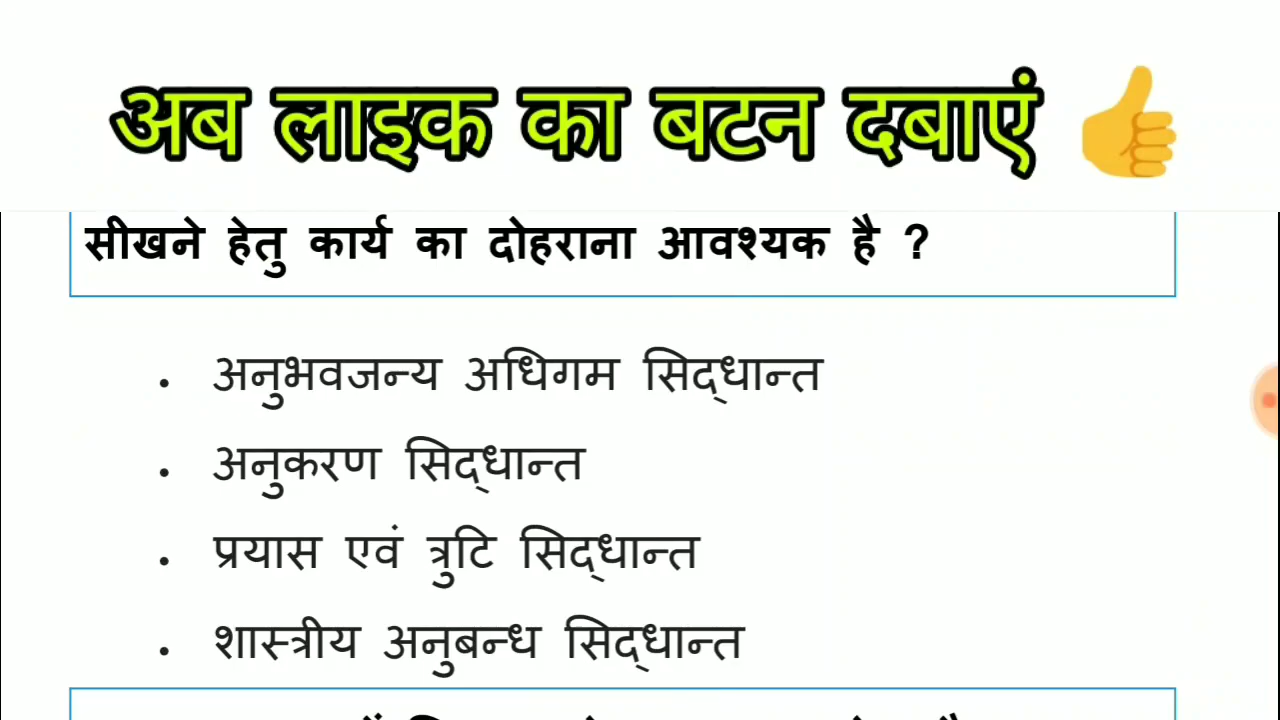 अब लाइक का बटन दबाएं
सीखने हेतु कार्य का दोहराना आवश्यक है ?
. अनुभवजन्य अधिगम सिद्धान्त
. अनुकरण सिद्धान्त
. प्रयास एवं त्रुटि सिद्धान्त
. शास्त्रीय अनुबन्ध सिद्धान्त